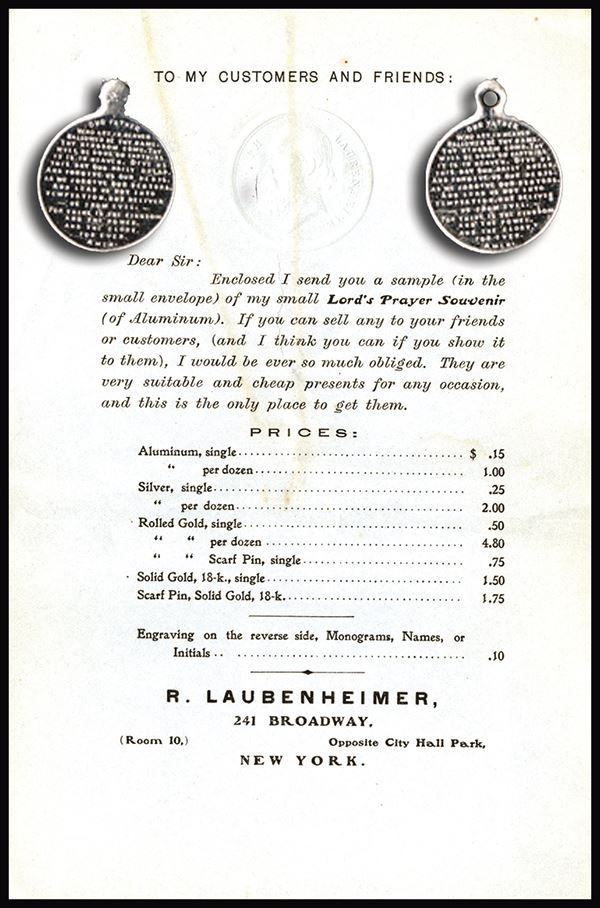 TO MY CUSTOMERS AND FRIENDS:
Dear Sir:
Enclosed I send you a sample (in the
small envelope) of my small Lord's Prayer Souvenir
(of Aluminum). If you can sell any to your friends
or customers, (and I think you can if you show it
to them), I would be ever so much obliged. They are
very suitable and cheap presents for any occasion,
and this is the only place to get them.
PRICES:
Aluminum, single........................................ $ .15
“ per dozen........................................ 1.00
Silver, single........................................ .25
“ per dozen........................................ 2.00
Rolled Gold, single........................................ .50
“ “ per dozen........................................ 4.80
“ “ Scarf Pin, single................................ .75
Solid Gold, 18-k., single................................ 1.50
Scarf Pin, Solid Gold, 18-k................................ 1.75
Engraving on the reverse side, Monograms, Names, or
Initials .. ........................................ .10
R. LAUBENHEIMER,
241 BROADWAY,
(Room 10,) Opposite City Hall Park,
NEW YORK.